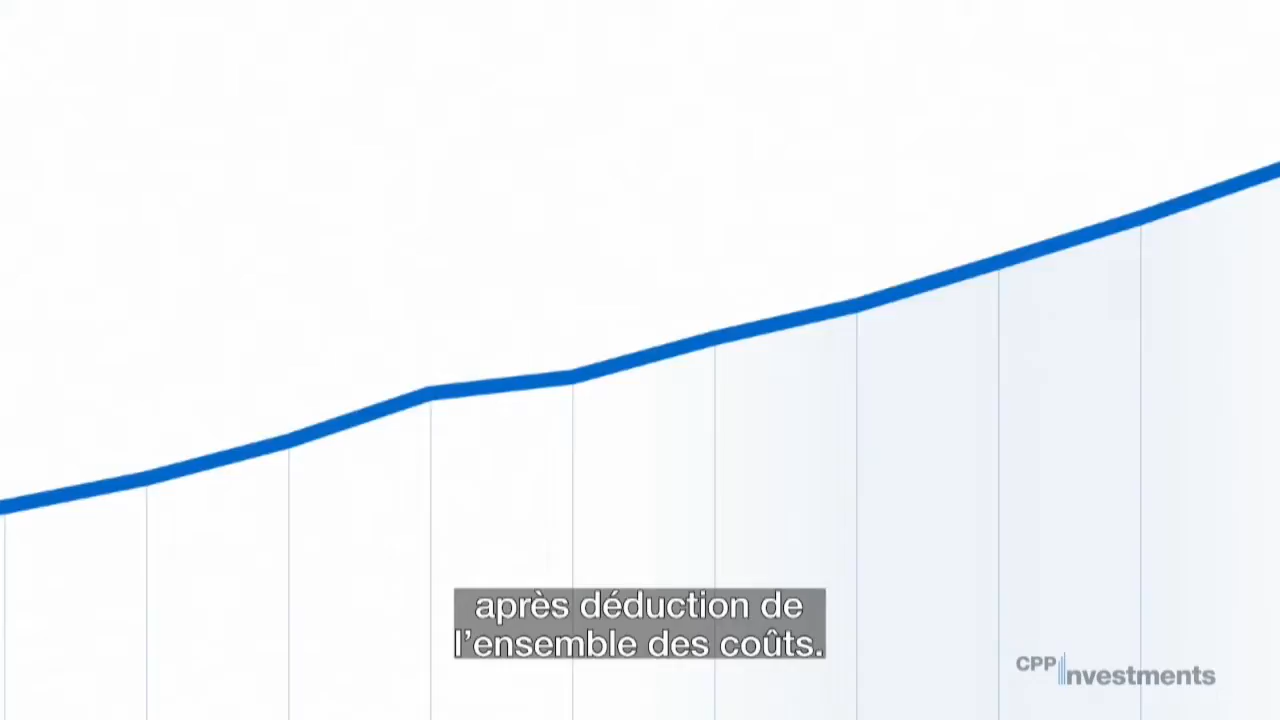 après déduction de
l’ensemble des coûts.
CPP Investments